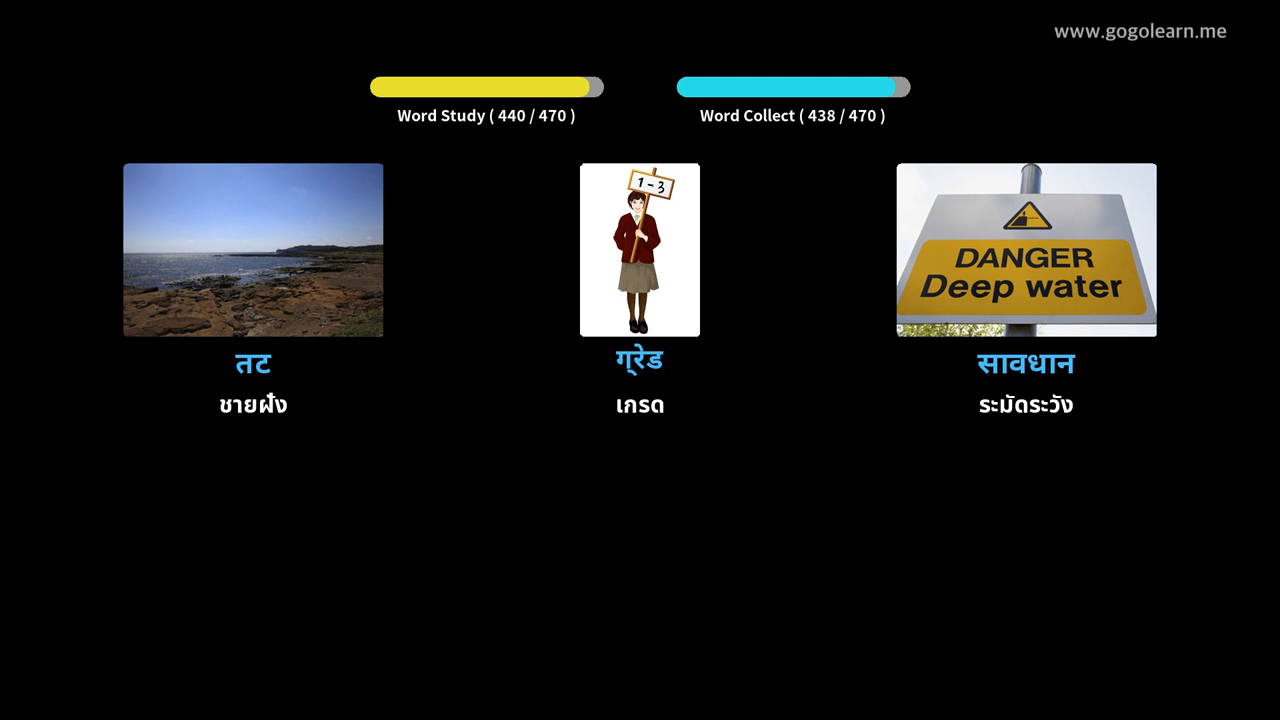 www.gogolearn.me
Word Study ( 440 / 470 )
Word Collect ( 438 / 470 )
1 - 3
DANGER
Deep water
तट
ग्रेड
सावधान
ชายฝั่ง
เกรด
ระมัดระวัง